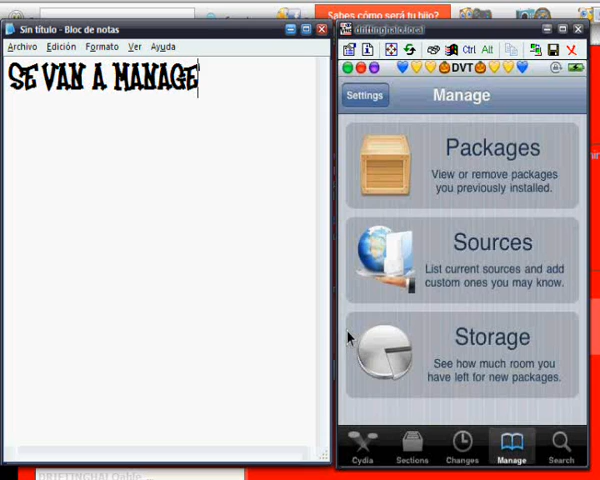 Sabes cómo será tu hijo?
Sin título - Bloc de notas
Archivo Edición Formato Ver Ayuda
SE VAN A MANAGE
driftinghalo.local
Ctrl Alt
DVT
Settings
Manage
Packages
View or remove packages
you previously installed.
Sources
List current sources and add
custom ones you may know.
Storage
See how much room you
have left for new packages.
Cydia Sections Changes Manage Search